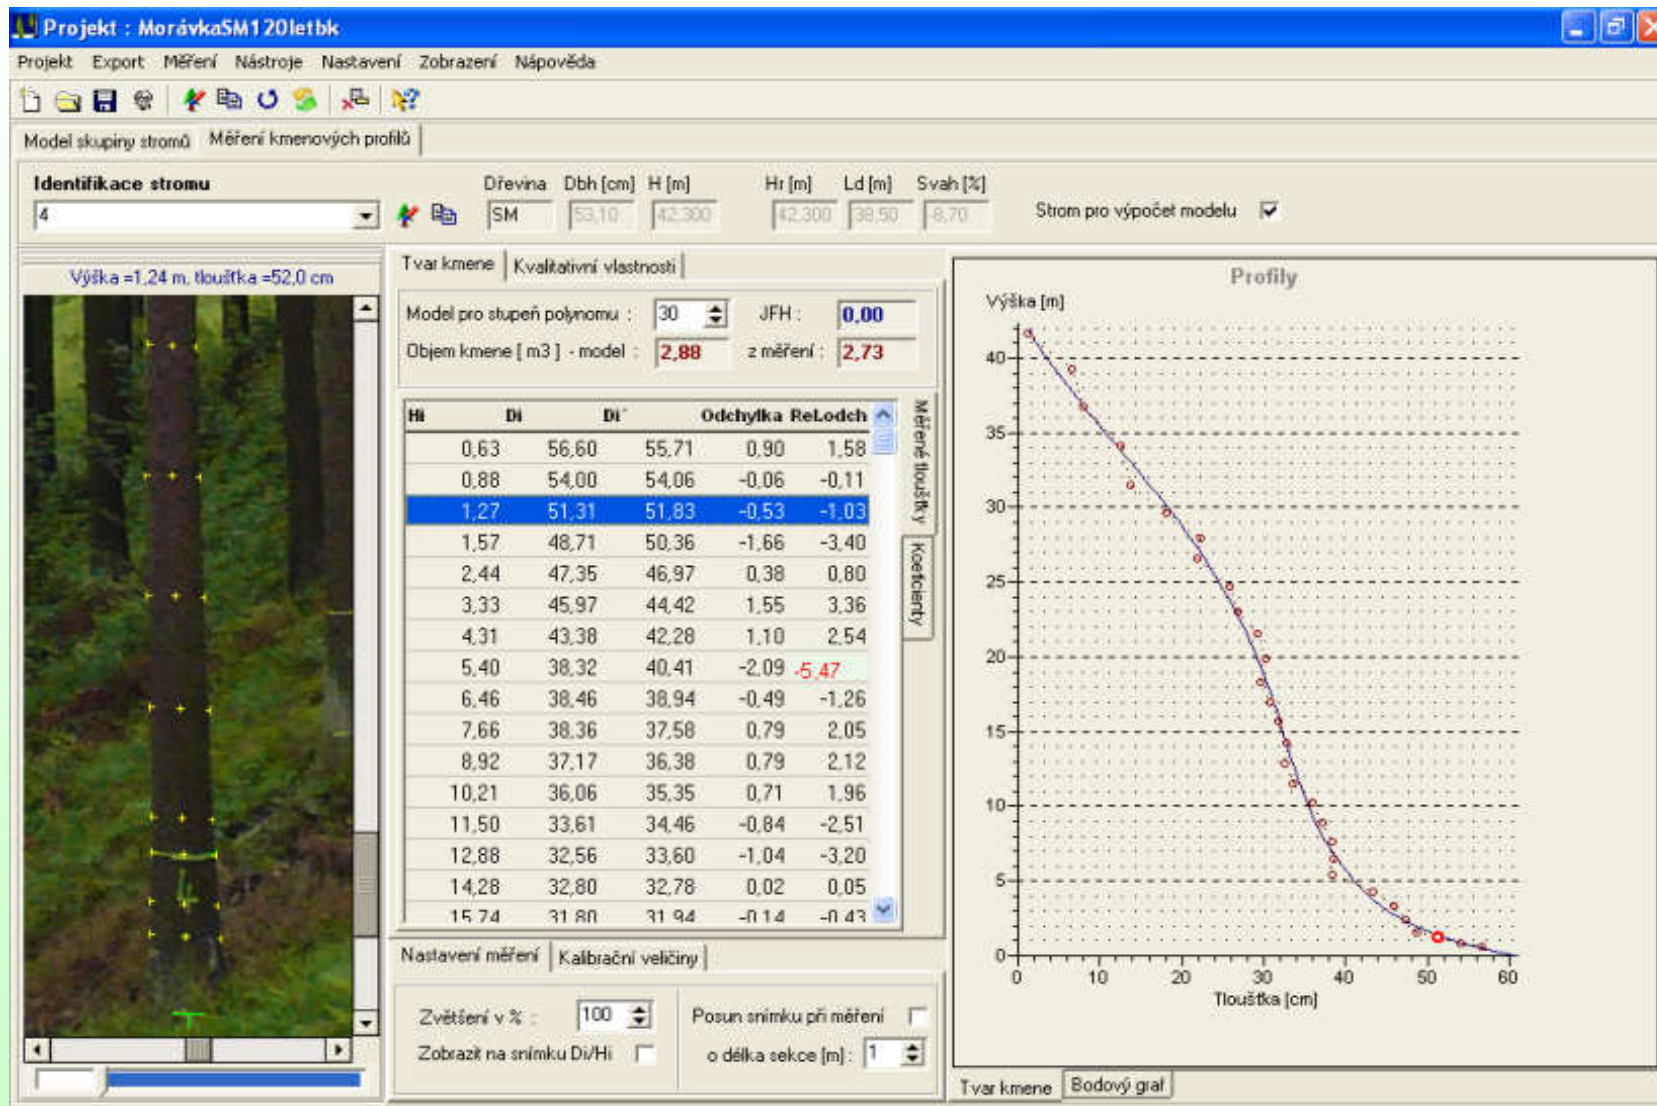 Projekt : MorávkaSM120letbk
Projekt Export Měření Nástroje Nastavení Zobrazení Nápověda
Model skupiny stromů Měření kmenových profilů
Identifikace stromu Dřevina Dbh [cm] H [m] Hr [m] Ld [m] Svah [%]
4 SM 53,10 42.300 42.300 38,50 -8,70 Strom pro výpočet modelu
Výška =1,24 m, tloušťka =52,0 cm
Tvar kmene Kvalitativní vlastnosti
Model pro stupeň polynomu : 30 JFH : 0,00
Objem kmene [ m3 ] - model : 2,88 z měření : 2,73
Hi Di Di´ Odchylka Rel.odch
0,63 56,60 55,71 0,90 1,58
0,88 54,00 54,06 -0,06 -0,11
1,27 51,31 51,83 -0,53 -1,03
1,57 48,71 50,36 -1,66 -3,40
2,44 47,35 46,97 0,38 0,80
3,33 45,97 44,42 1,55 3,36
4,31 43,38 42,28 1,10 2,54
5,40 38,32 40,41 -2,09 -5,47
6,46 38,46 38,94 -0,49 -1,26
7,66 38,36 37,58 0,79 2,05
8,92 37,17 36,38 0,79 2,12
10,21 36,06 35,35 0,71 1,96
11,50 33,61 34,46 -0,84 -2,51
12,88 32,56 33,60 -1,04 -3,20
14,28 32,80 32,78 0,02 0,05
15,74 31,80 31,94 -0,14 -0,43
Měřené tloušťky
Koeficienty
Nastavení měření Kalibrační veličiny
Zvětšení v % : 100 Posun snímku při měření
Zobrazit na snímku Di/Hi o délka sekce [m] : 1
Profily
Výška [m]
40
35
30
25
20
15
10
5
0
0 10 20 30 40 50 60
Tloušťka [cm]
Tvar kmene Bodový graf